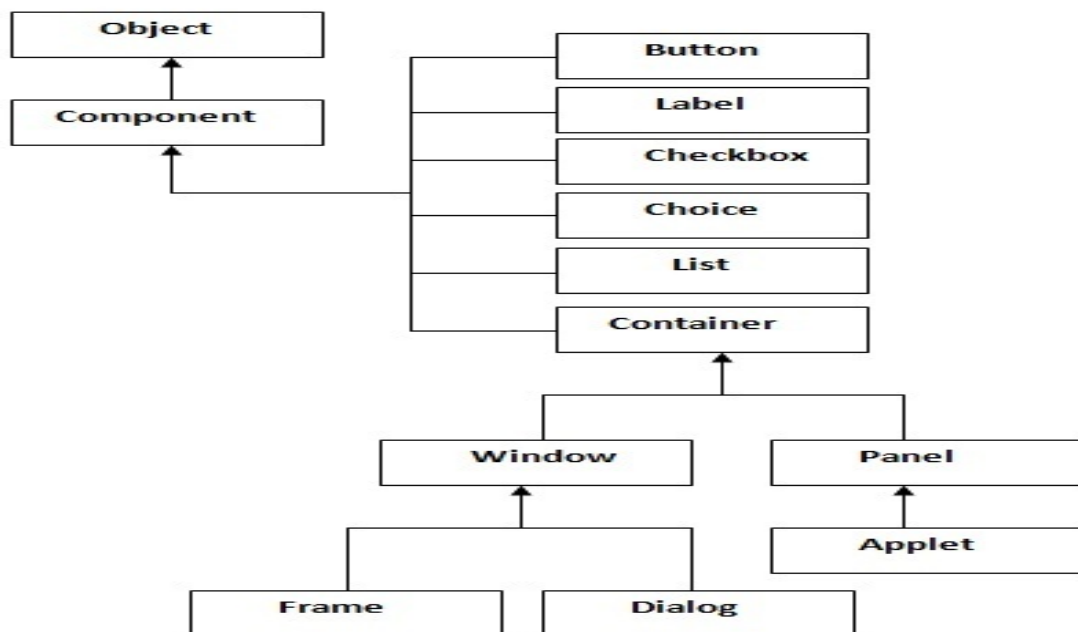 Object
Component
Button
Label
Checkbox
Choice
List
Container
Window
Panel
Applet
Frame
Dialog